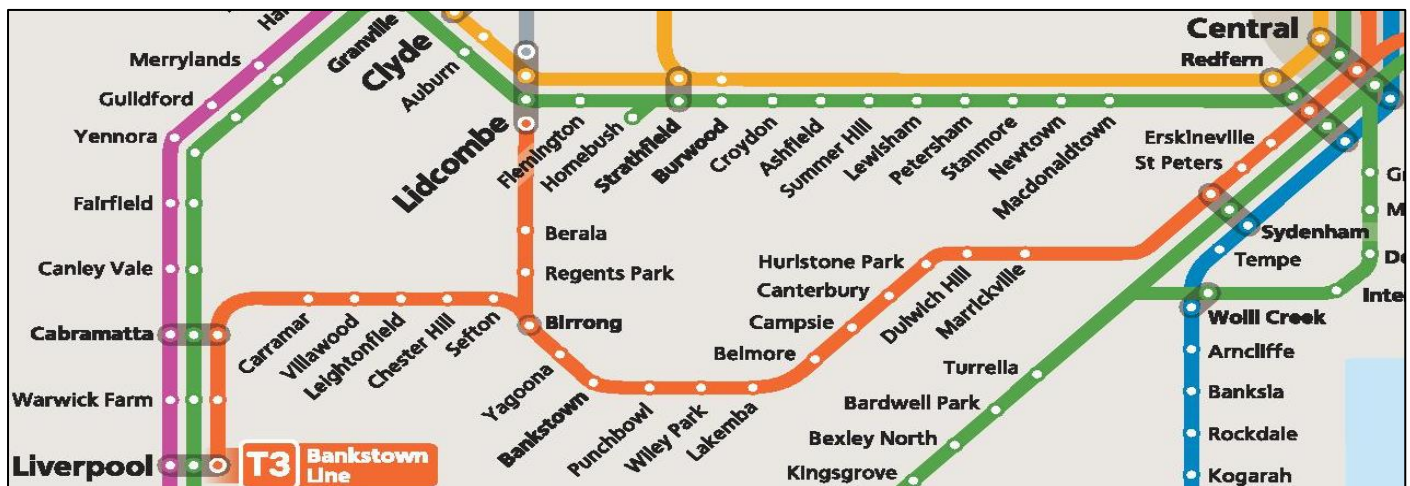 Central
Redfern
Granville
Clyde
Auburn
Merrylands
Guildford
Yennora
Fairfield
Canley Vale
Cabramatta
Warwick Farm
Liverpool
T3 Bankstown
Line
Lidcombe
Flemington
Homebush
Strathfield
Burwood
Croydon
Ashfield
Summer Hill
Lewisham
Petersham
Stanmore
Newtown
Macdonaldtown
Erskineville
St Peters
Sydenham
Tempe
Wolli Creek
Arncliffe
Banksia
Rockdale
Kogarah
Berala
Regents Park
Birrong
Carramar
Villawood
Leightonfield
Chester Hill
Sefton
Yagoona
Bankstown
Punchbowl
Wiley Park
Lakemba
Belmore
Campsie
Canterbury
Hurlstone Park
Dulwich Hill
Marrickville
Turrella
Bardwell Park
Bexley North
Kingsgrove